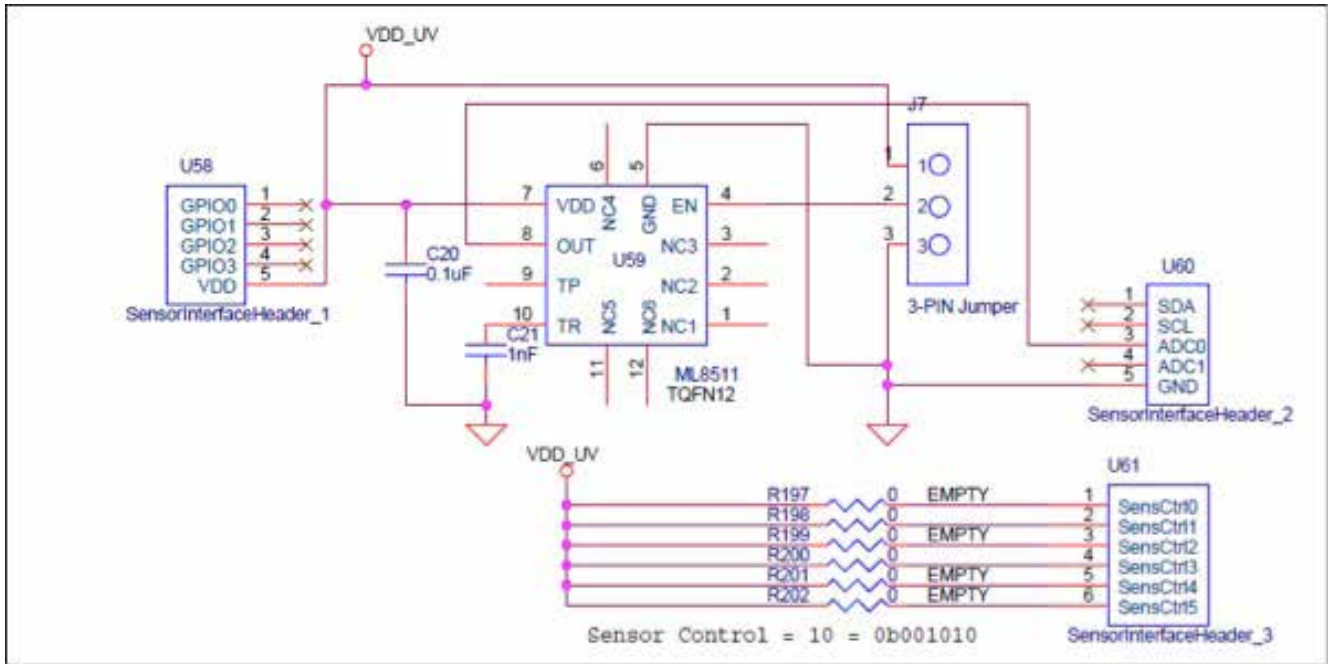 VDD_UV
J7
U58
1
GPIO0
2
GPIO1
3
GPIO2
4
GPIO3
5
VDD
SensorInterfaceHeader_1
C20
0.1uF
C21
1nF
6
5
NC4
GND
7
VDD
EN
4
8
OUT
NC3
3
U59
9
TP
NC2
2
10
TR
NC5
NC6
NC1
1
11
12
ML8511
TQFN12
1
1
2
2
3
3
3-PIN Jumper
U60
1
SDA
2
SCL
3
ADC0
4
ADC1
5
GND
SensorInterfaceHeader_2
VDD_UV
U61
R197 0 EMPTY 1 SensCtrl0
R198 0 2 SensCtrl1
R199 0 EMPTY 3 SensCtrl2
R200 0 4 SensCtrl3
R201 0 EMPTY 5 SensCtrl4
R202 0 EMPTY 6 SensCtrl5
Sensor Control = 10 = 0b001010
SensorInterfaceHeader_3